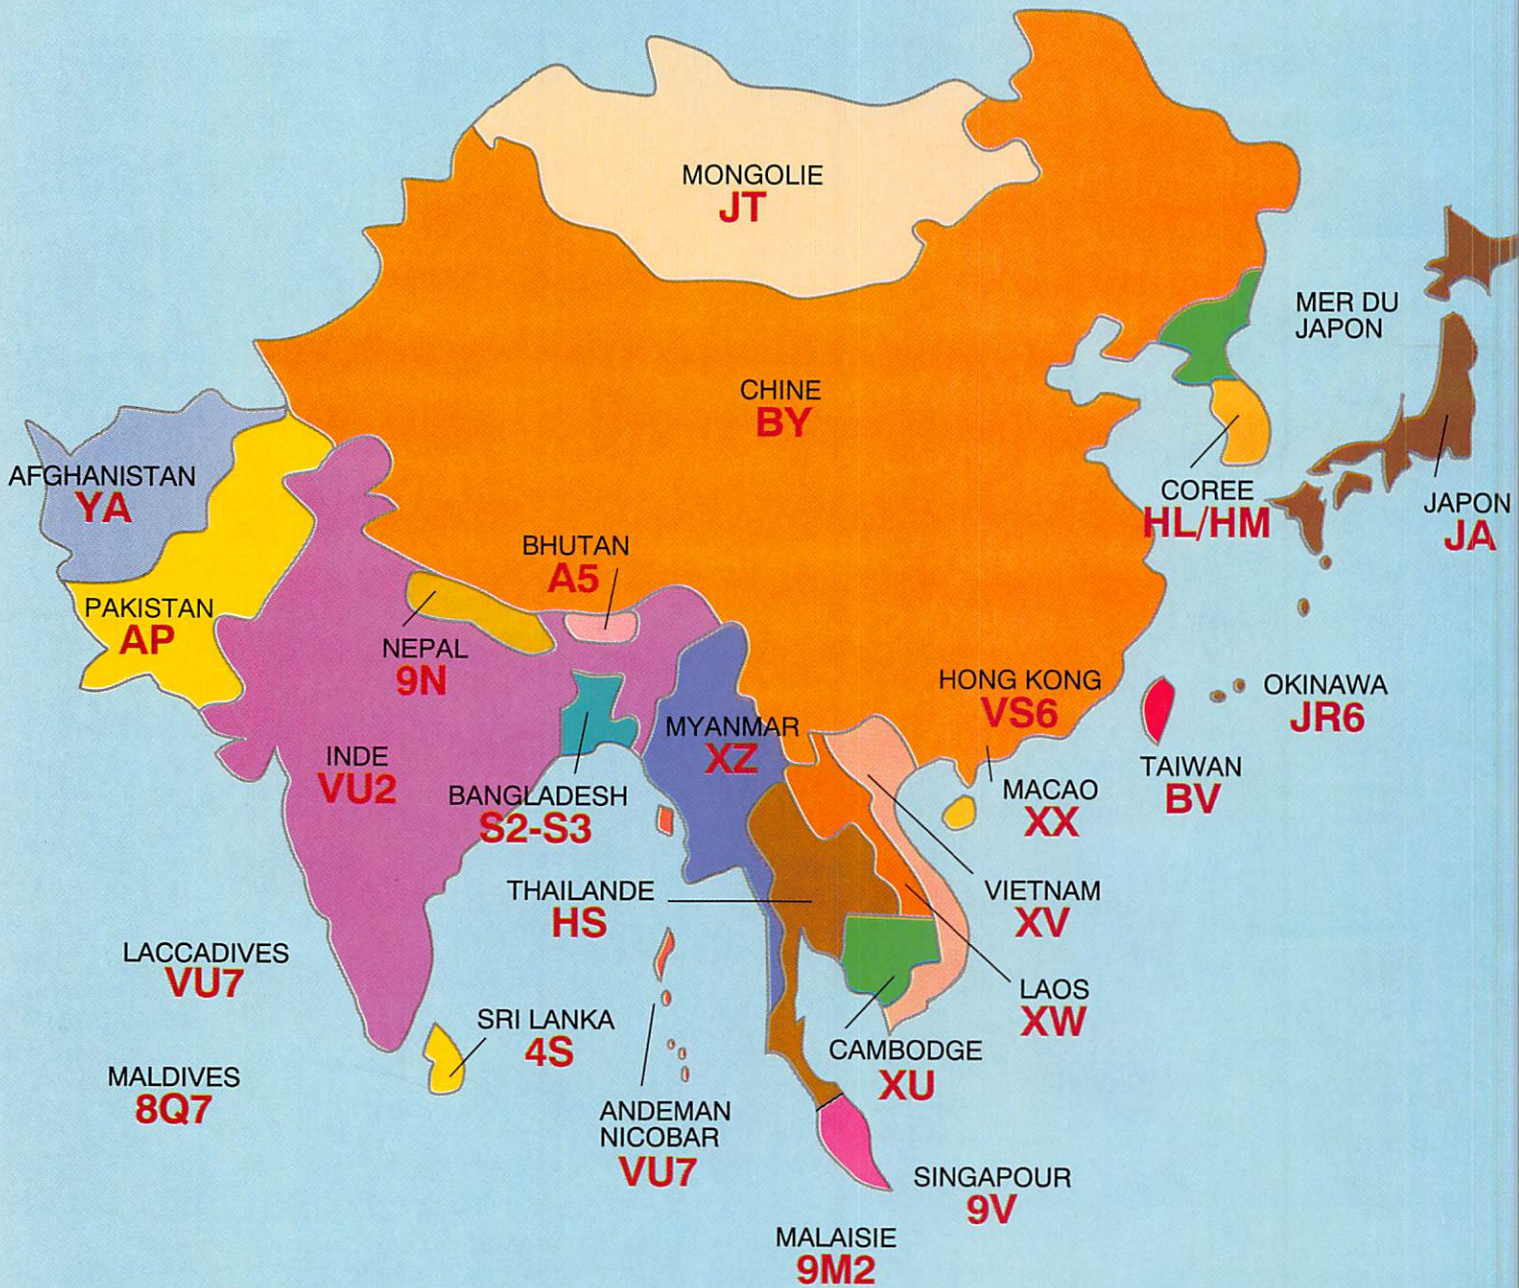 MONGOLIE
JT
MER DU
JAPON
CHINE
BY
AFGHANISTAN
YA
COREE
HL/HM
JAPON
JA
BHUTAN
A5
PAKISTAN
AP
NEPAL
9N
HONG KONG
VS6
OKINAWA
JR6
MYANMAR
XZ
INDE
VU2
TAIWAN
BV
BANGLADESH
S2-S3
MACAO
XX
THAILANDE
HS
VIETNAM
XV
LACCADIVES
VU7
LAOS
XW
SRI LANKA
4S
CAMBODGE
XU
MALDIVES
8Q7
ANDEMAN
NICOBAR
VU7
SINGAPOUR
9V
MALAISIE
9M2